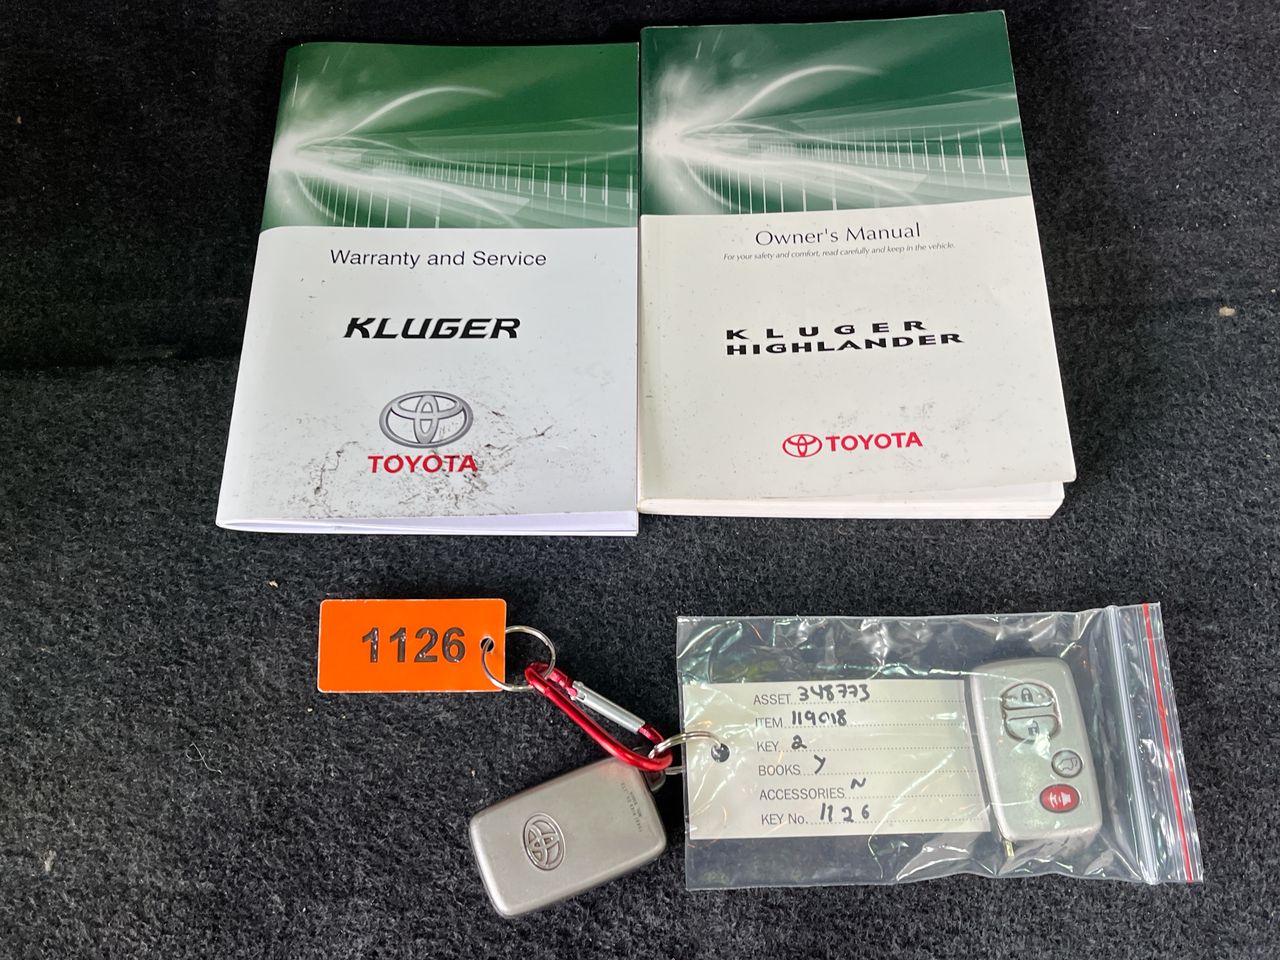 Warranty and Service
KLUGER
TOYOTA
Owner's Manual
For your safety and comfort, read carefully and keep in the vehicle.
KLUGER
HIGHLANDER
TOYOTA
1126
ASSET 348773
ITEM 119018
KEY 2
BOOKS Y
ACCESSORIES N
KEY No. 1126